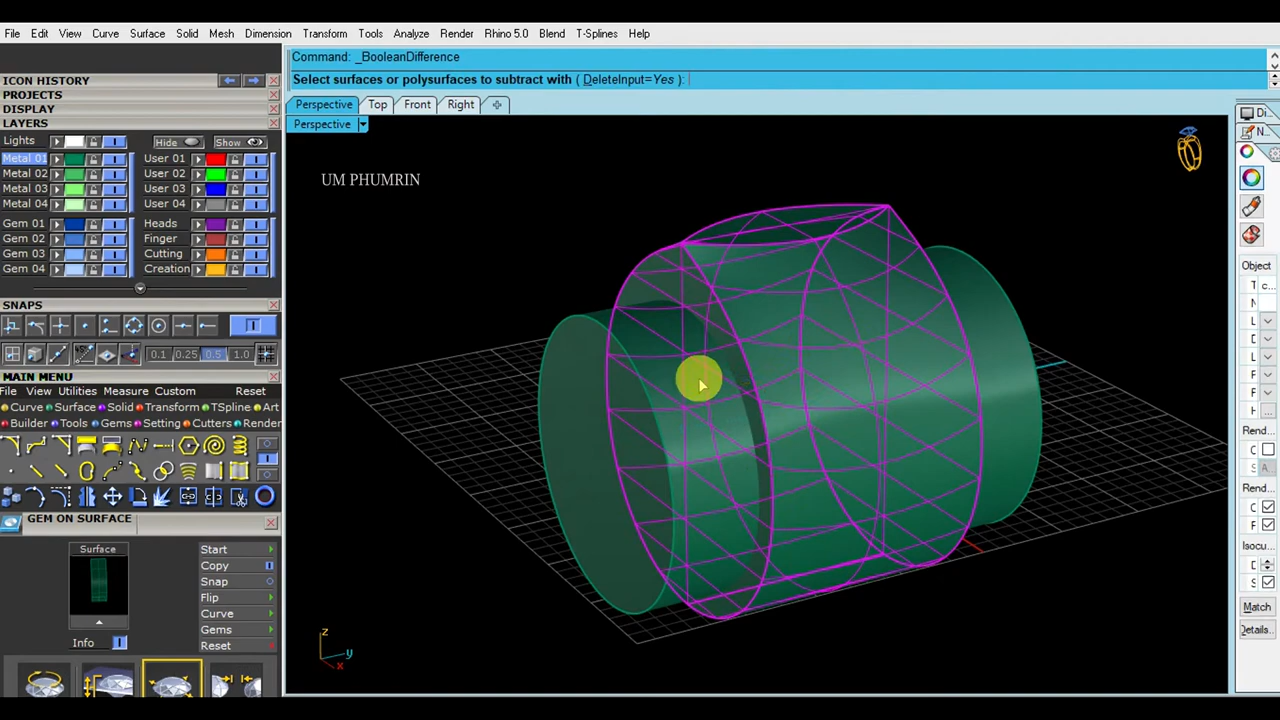 File Edit View Curve Surface Solid Mesh Dimension Transform Tools Analyze Render Rhino 5.0 Blend T-Splines Help
Command: _BooleanDifference
Select surfaces or polysurfaces to subtract with ( DeleteInput=Yes ):
ICON HISTORY
PROJECTS
DISPLAY
LAYERS
Lights Hide Show
Metal 01 User 01
Metal 02 User 02
Metal 03 User 03
Metal 04 User 04
Gem 01 Heads
Gem 02 Finger
Gem 03 Cutting
Gem 04 Creation
SNAPS
0.1 0.25 0.5 1.0
MAIN MENU
File View Utilities Measure Custom Reset
Curve Surface Solid Transform TSpline Art
Builder Tools Gems Setting Cutters Render
GEM ON SURFACE
Surface
Info
Start
Copy
Snap
Flip
Curve
Gems
Reset
Perspective Top Front Right
Perspective
UM PHUMRIN
z
y
x
Di...
N...
Object
T c...
N
L
D
F
P
H ...
Rend...
C
S A...
Rend...
C
F
Isocu...
D
S
Match
Details...